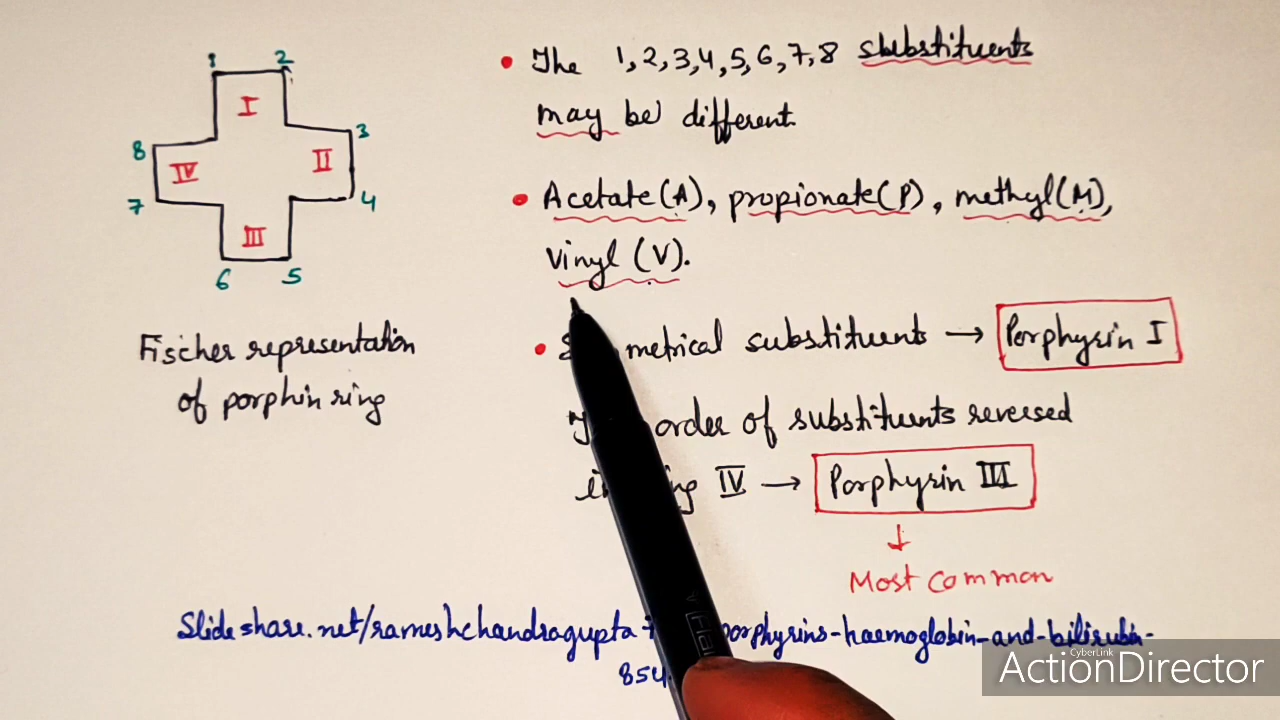 1 2
I
8 3
IV II
7 4
III
6 5
Fischer representation
of porphin ring
• The 1,2,3,4,5,6,7,8 substituents
may be different
• Acetate(A), propionate(P), methyl(M),
vinyl (V).
• metrical substituents → Porphyrin I
order of substituents reversed
IV → Porphyrin III
↓
Most common
Slideshare.net/rameshchandragupta porphyrins-haemoglobin-and-bilirubin-
854
CyberLink
ActionDirector